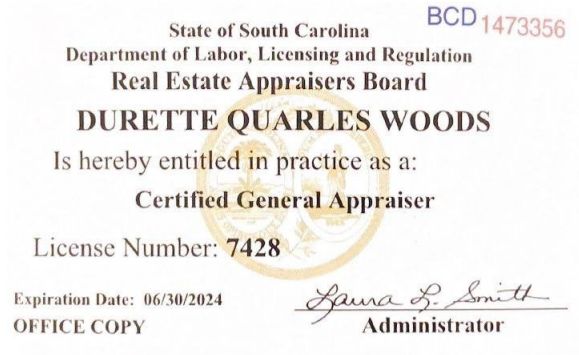 BCD 1473356
State of South Carolina
Department of Labor, Licensing and Regulation
Real Estate Appraisers Board
DURETTE QUARLES WOODS
Is hereby entitled in practice as a:
Certified General Appraiser
License Number: 7428
Expiration Date: 06/30/2024
OFFICE COPY
Laura L. Smith
Administrator